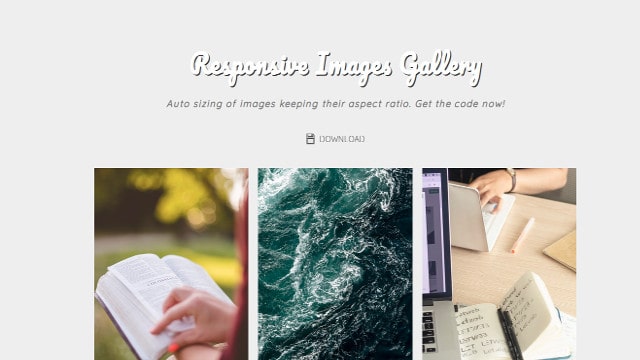 Responsive Images Gallery
Auto sizing of images keeping their aspect ratio. Get the code now!
DOWNLOAD